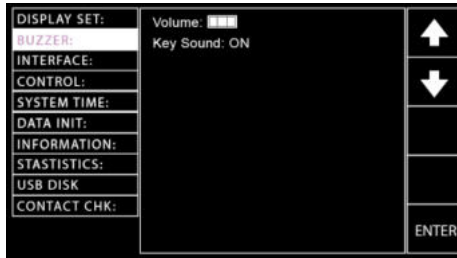 DISPLAY SET:
BUZZER:
INTERFACE:
CONTROL:
SYSTEM TIME:
DATA INIT:
INFORMATION:
STASTISTICS:
USB DISK
CONTACT CHK:
Volume:
Key Sound: ON
ENTER